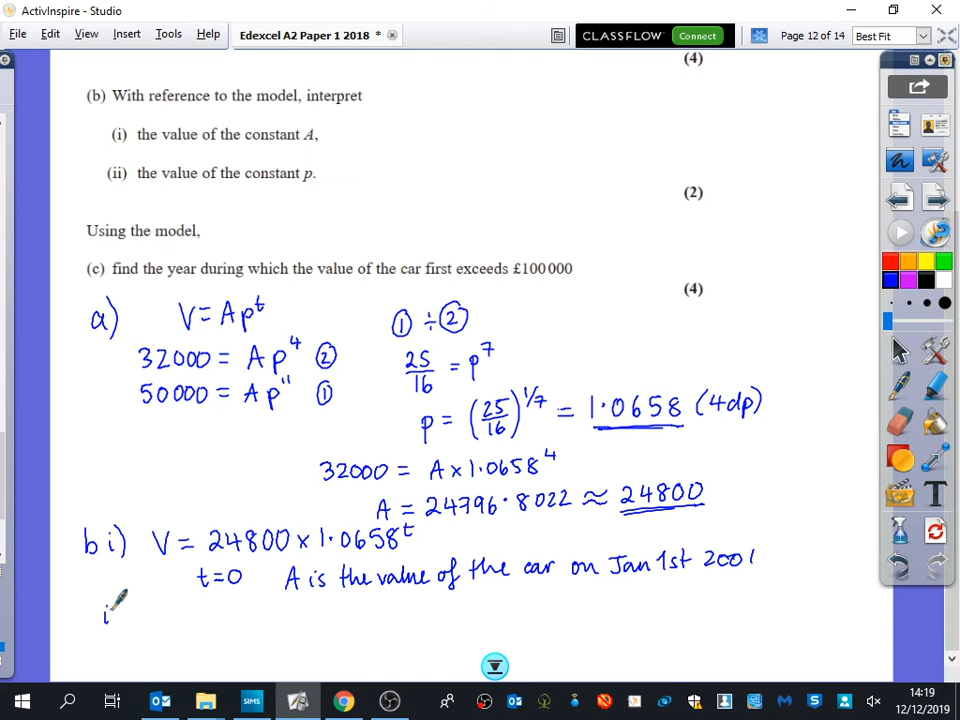 ActivInspire - Studio
File Edit View Insert Tools Help Edexcel A2 Paper 1 2018 * CLASSFLOW Connect Page 12 of 14 Best Fit
(4)
(b) With reference to the model, interpret
(i) the value of the constant A,
(ii) the value of the constant p.
(2)
Using the model,
(c) find the year during which the value of the car first exceeds £100 000
(4)
a) V = Ap^t ① ÷ ②
32000 = Ap^4 ② 25/16 = p^7
50000 = Ap^11 ①
p = (25/16)^1/7 = 1·0658 (4dp)
32000 = A × 1·0658^4
A = 24796·8022 ≈ 24800
b i) V = 24800 × 1·0658^t
t=0 A is the value of the car on Jan 1st 2001
i
14:19
12/12/2019